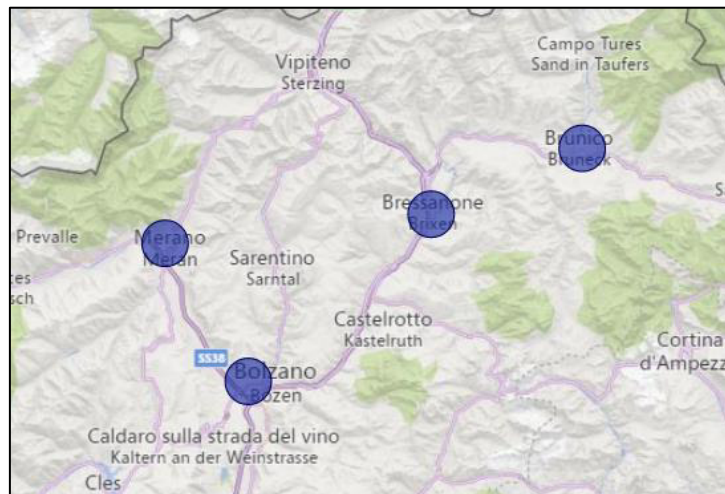 Campo Tures
Sand in Taufers
Vipiteno
Sterzing
Brunico
Bruneck
Bressanone
Brixen
Prevalle
Merano
Meran
Sarentino
Sarntal
Castelrotto
Kastelruth
Cortina
d'Ampezz
SS38
Bolzano
Bozen
Caldaro sulla strada del vino
Kaltern an der Weinstrasse
Cles